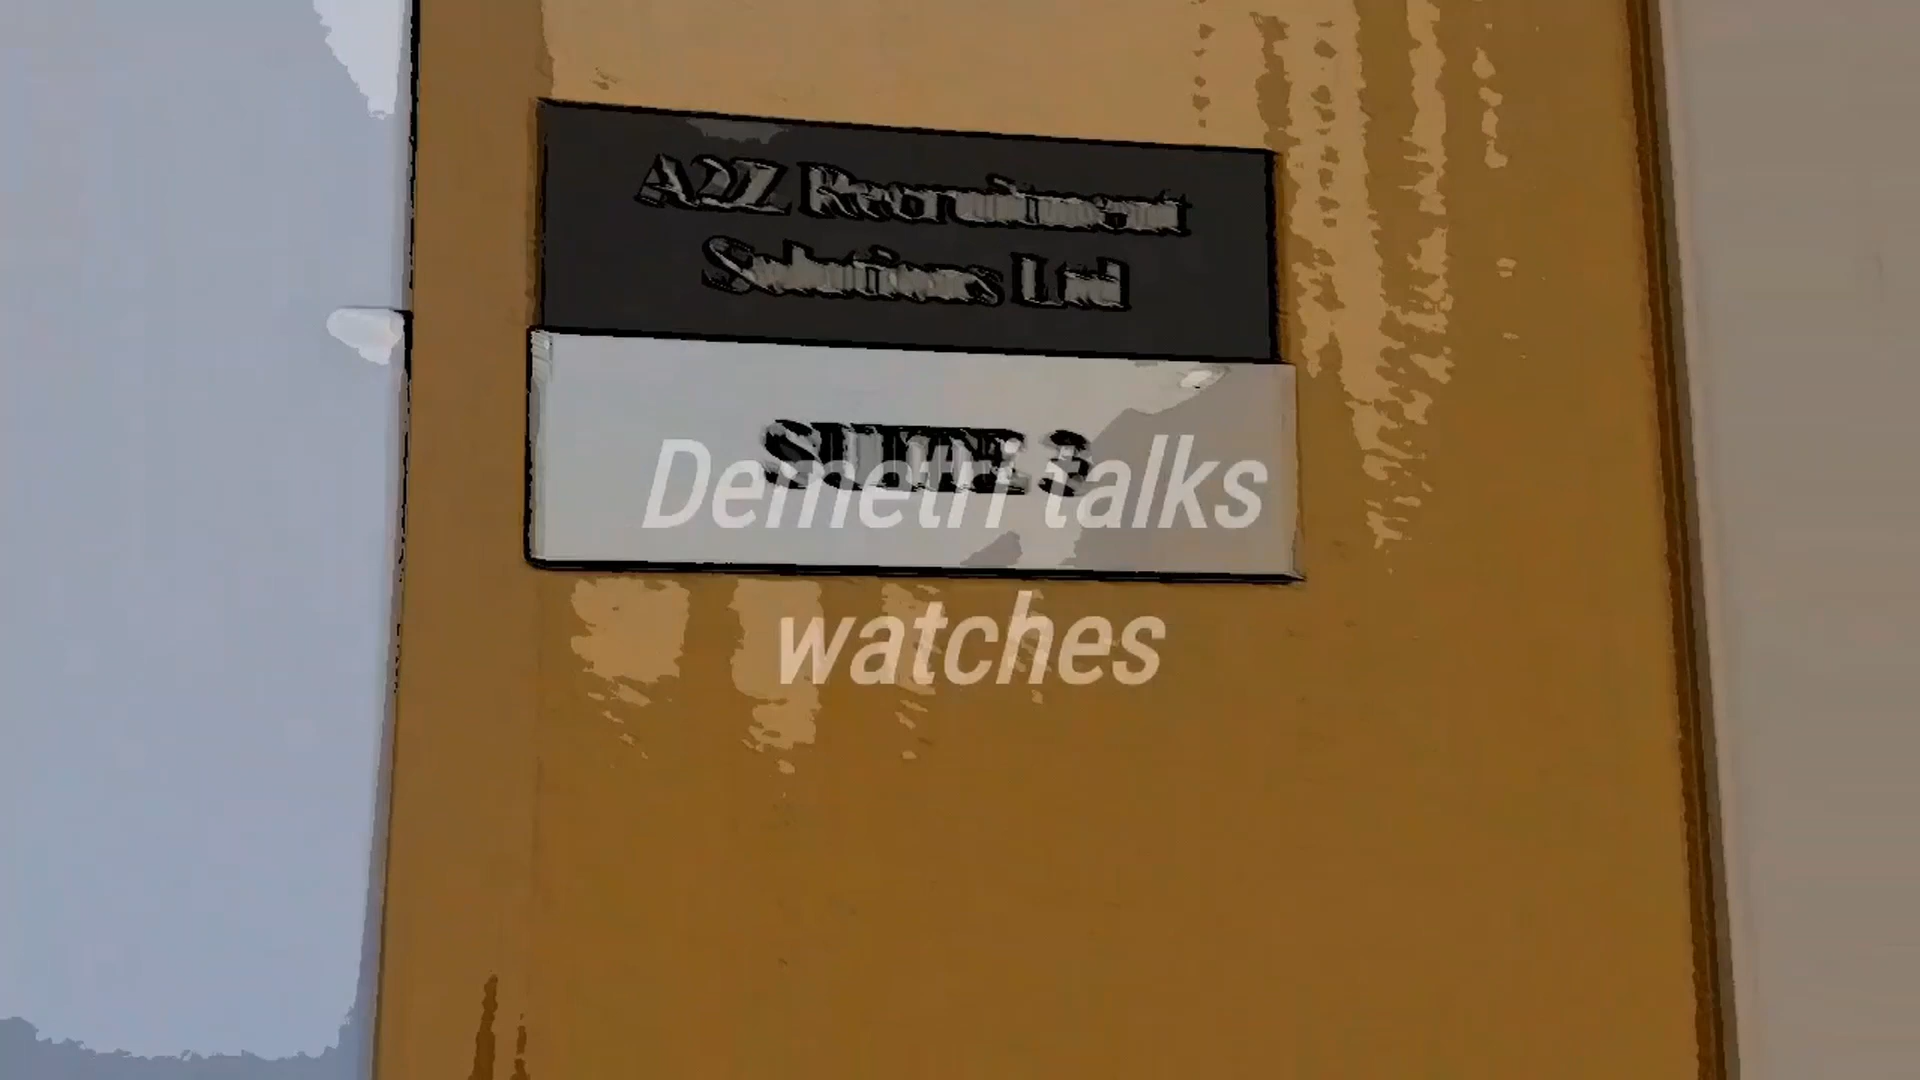 A2Z Recruitment
Solutions Ltd
SUITE 3
Demetri talks
watches